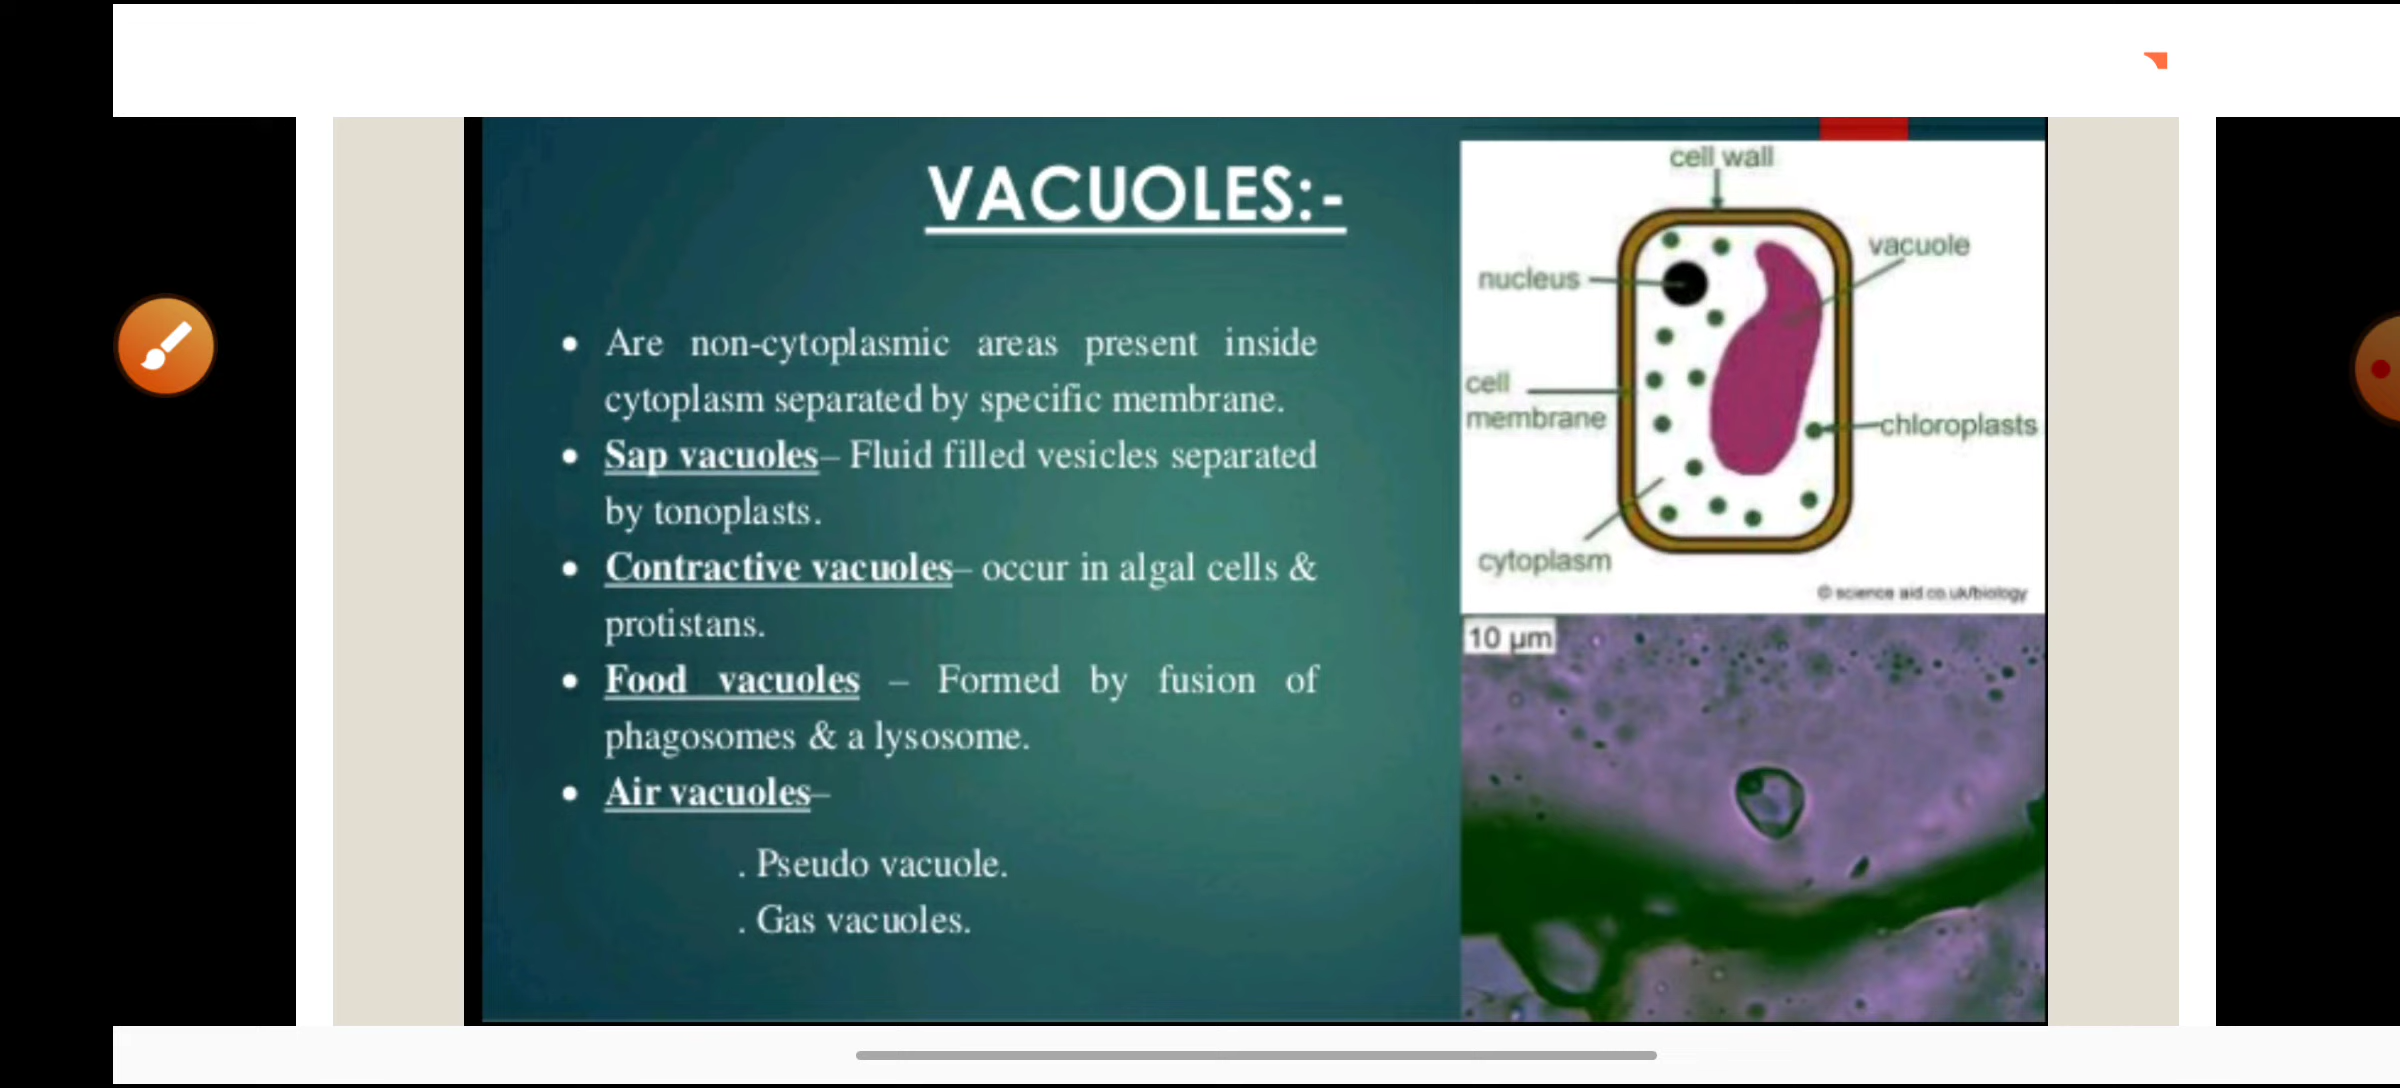 VACUOLES:-
• Are non-cytoplasmic areas present inside
cytoplasm separated by specific membrane.
• Sap vacuoles– Fluid filled vesicles separated
by tonoplasts.
• Contractive vacuoles– occur in algal cells &
protistans.
• Food vacuoles – Formed by fusion of
phagosomes & a lysosome.
• Air vacuoles–
. Pseudo vacuole.
. Gas vacuoles.
cell wall
vacuole
nucleus
cell
membrane
chloroplasts
cytoplasm
© science aid.co.uk/biology
10 µm